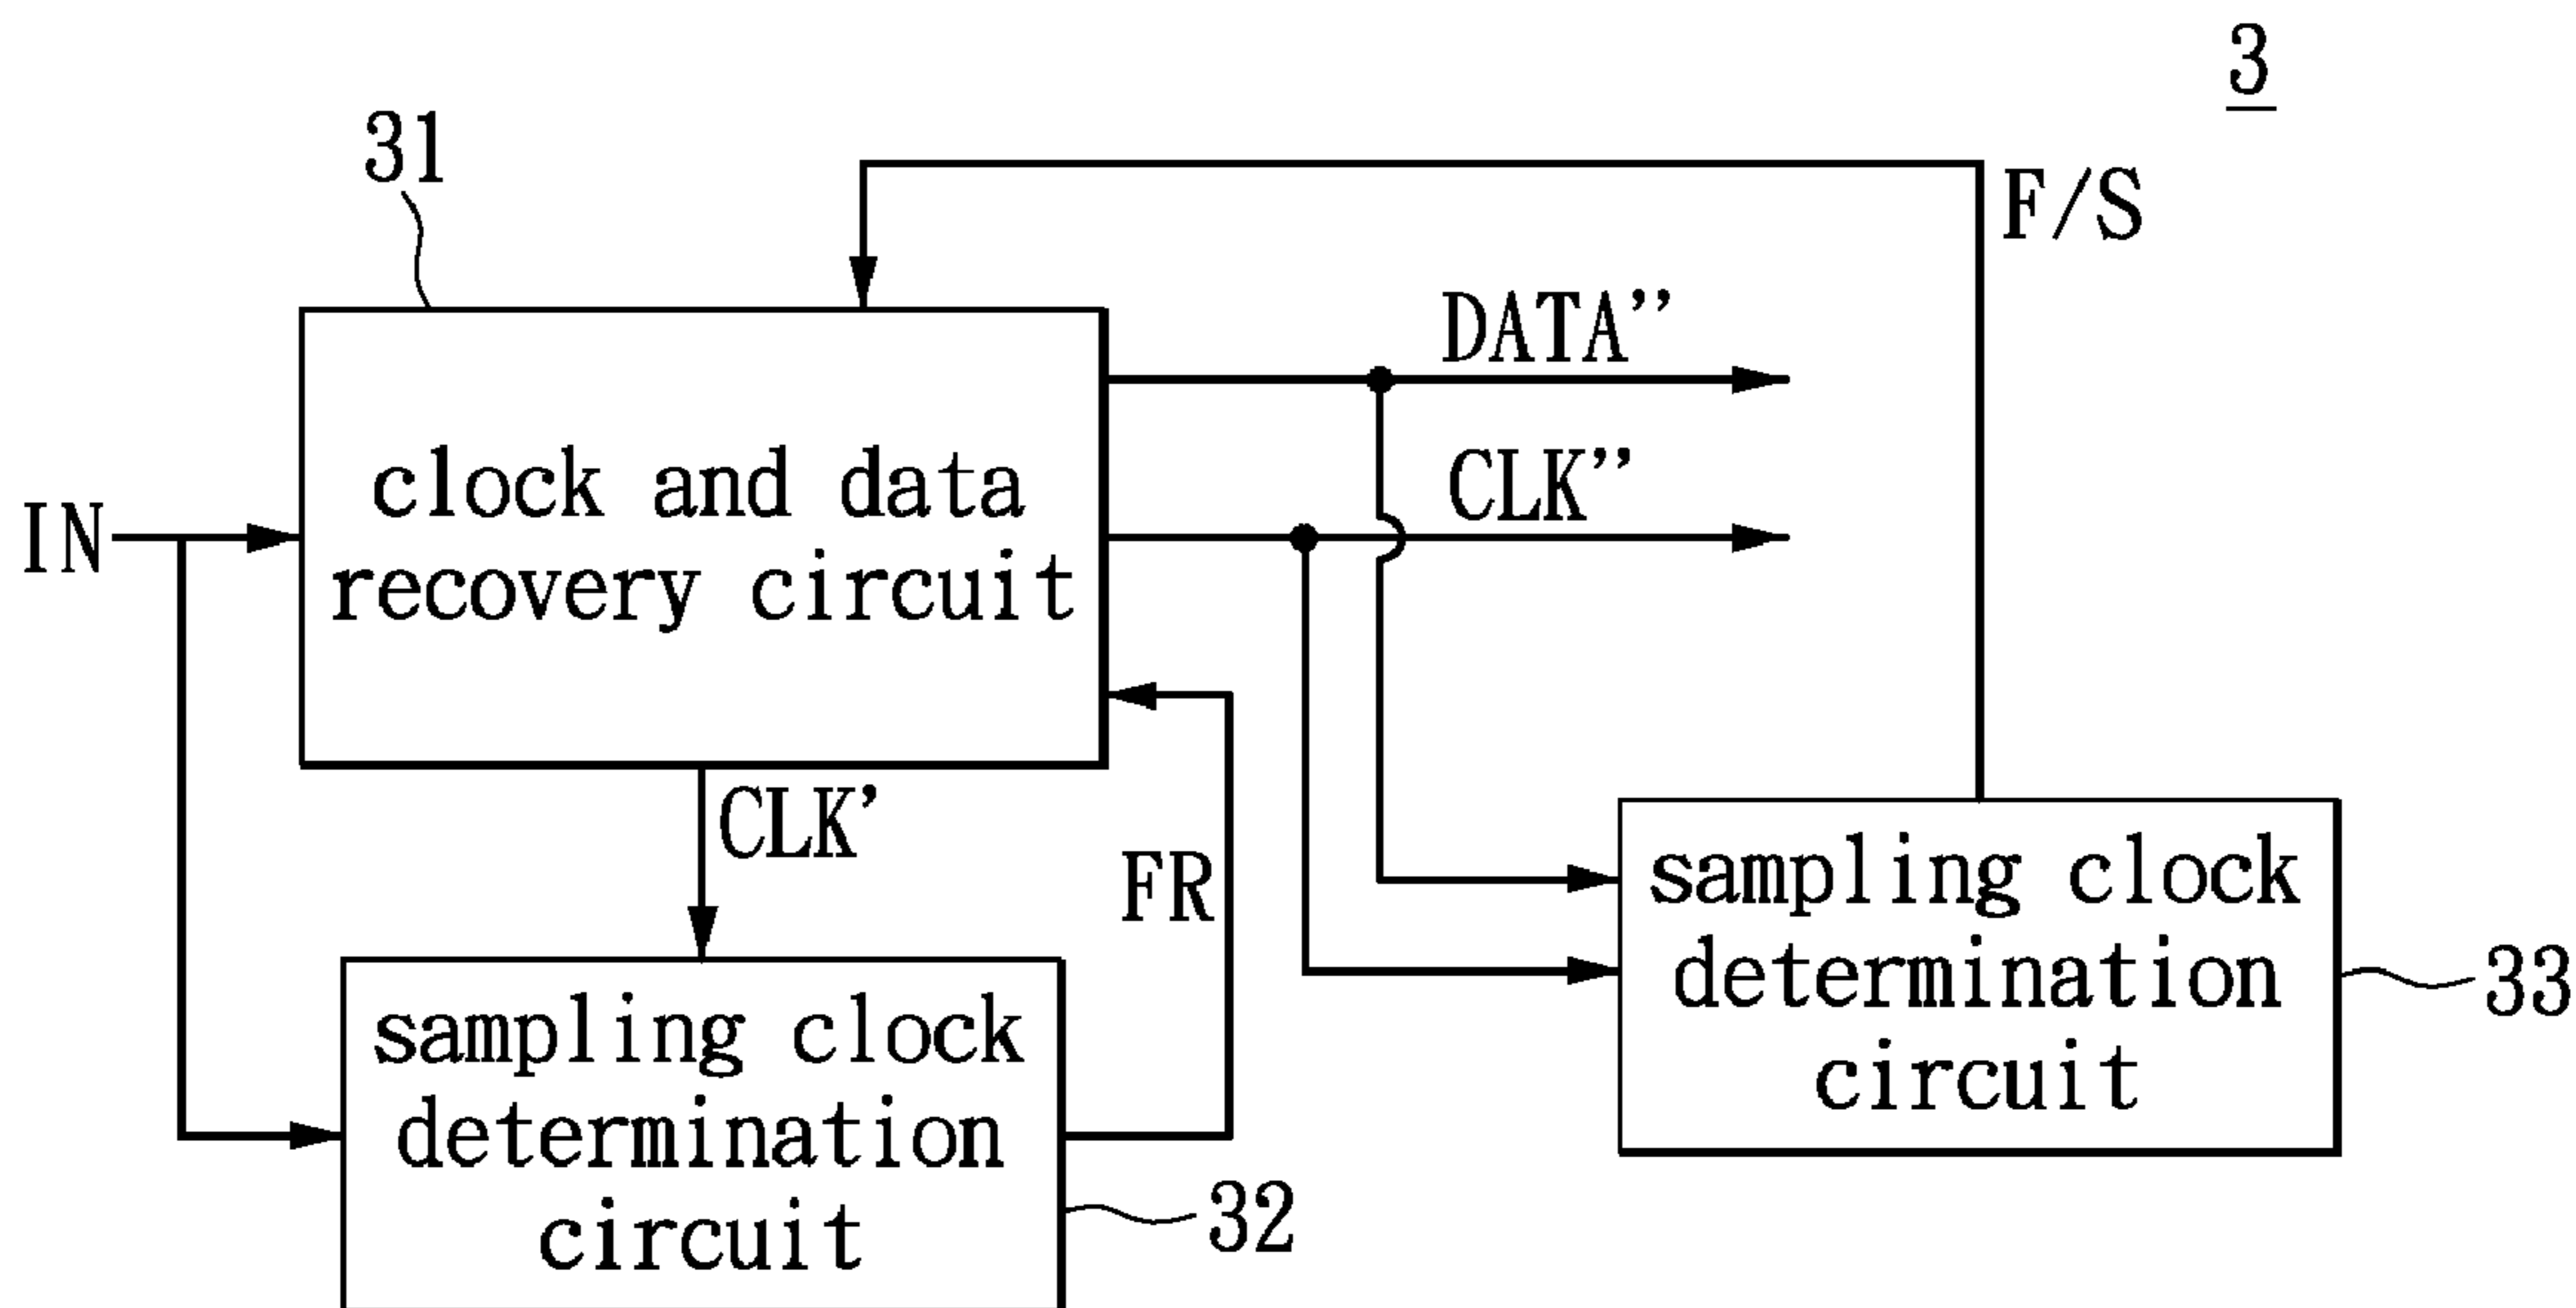 3
31
F/S
DATA’’
CLK’’
IN
clock and data
recovery circuit
CLK’
FR
sampling clock
determination
circuit
33
sampling clock
determination
circuit
32